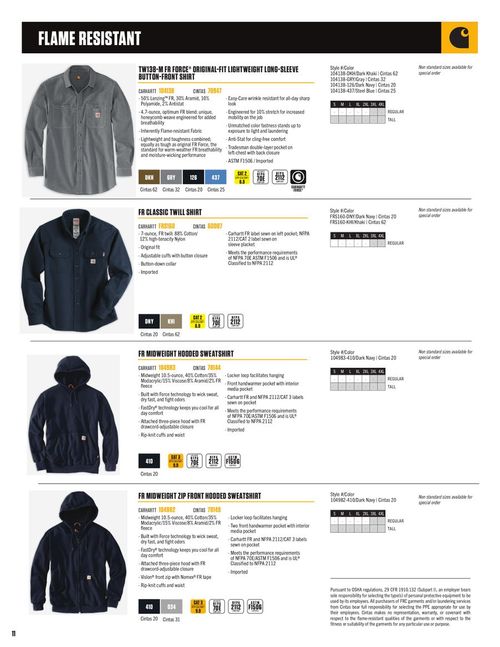 FLAME RESISTANT
TW138-M FR FORCE® ORIGINAL-FIT LIGHTWEIGHT LONG-SLEEVE
BUTTON-FRONT SHIRT
CARHARTT 104138 CINTAS
· 50% Lenzing™ FR, 30% Aramid, 16%
Polyamide, 2% Antistat
· 4.7-ounce, optimum FR blend; unique,
honeycomb-weave engineered for added
breathability
· Inherently Flame-resistant Fabric
· Lightweight and toughness combined;
equally as tough as original FR Force, the
standard for warm-weather FR breathability
and moisture-wicking performance
· Easy-Care wrinkle resistant for all-day sharp
look
· Engineered for 10% stretch for increased
mobility on the job
· Unmatched color fastness stands up to
exposure to light and laundering
· Anti-Stat for cling-free comfort
· Tradesman double-layer pocket on
left-chest with back closure
· ASTM F1506 / Imported
DKH GRY 126 437
Cintas 62 Cintas 32 Cintas 20 Cintas 25
CAT 2
Style #/Color
104138-DKH/Dark Khaki | Cintas 62
104138-GRY/Gray | Cintas 32
104138-126/Dark Navy | Cintas 20
104138-437/Steel Blue | Cintas 25
Non standard sizes available for
special order
S M L XL 2XL 3XL 4XL
REGULAR
TALL
FR CLASSIC TWILL SHIRT
CARHARTT FRS160 CINTAS
· 7-ounce, FR twill: 88% Cotton/
12% high-tenacity Nylon
· Original fit
· Adjustable cuffs with button closure
· Button-down collar
· Imported
· Carhartt FR label sewn on left pocket; NFPA
2112/CAT 2 label sewn on
sleeve placket
· Meets the performance requirements
of NFPA 70E ASTM F1506 and is UL®
Classified to NFPA 2112
DNY KHI
Cintas 20 Cintas 62
CAT 2
Style #/Color
FRS160-DNY/Dark Navy | Cintas 20
FRS160-KHI/Khaki | Cintas 62
Non standard sizes available for
special order
S M L XL 2XL 3XL 4XL
REGULAR
FR MIDWEIGHT HOODED SWEATSHIRT
CARHARTT 104983 CINTAS 78144
· Midweight 10.5-ounce, 40% Cotton/35%
Modacrylic/15% Viscose/8% Aramid/2% FR
fleece
· Built with Force technology to wick sweat,
dry fast, and fight odors
· FastDry® technology keeps you cool for all
day comfort
· Attached three-piece hood with FR
drawcord-adjustable closure
· Rip-knit cuffs and waist
· Locker loop facilitates hanging
· Front handwarmer pocket with interior
media pocket
· Carhartt FR and NFPA 2112/CAT 3 labels
sewn on pocket
· Meets the performance requirements
of NFPA 70E/ASTM F1506 and is UL®
Classified to NFPA 2112
· Imported
410
Cintas 20
CAT 3
Style #/Color
104983-410/Dark Navy | Cintas 20
Non standard sizes available for
special order
S M L XL 2XL 3XL 4XL
REGULAR
TALL
FR MIDWEIGHT ZIP FRONT HOODED SWEATSHIRT
CARHARTT 104982 CINTAS
· Midweight 10.5-ounce, 40% Cotton/35%
Modacrylic/15% Viscose/8% Aramid/2% FR
fleece
· Built with Force technology to wick sweat,
dry fast, and fight odors
· FastDry® technology keeps you cool for all
day comfort
· Attached three-piece hood with FR
drawcord-adjustable closure
· Vislon® front zip with Nomex® FR tape
· Rip-knit cuffs and waist
· Locker loop facilitates hanging
· Two front handwarmer pocket with interior
media pocket
· Carhartt FR and NFPA 2112/CAT 3 labels
sewn on pocket
· Meets the performance requirements
of NFPA 70E/ASTM F1506 and is UL®
Classified to NFPA 2112
· Imported
410 034
Cintas 20 Cintas 31
CAT 3
Style #/Color
104982-410/Dark Navy | Cintas 20
Non standard sizes available for
special order
S M L XL 2XL 3XL 4XL
REGULAR
TALL
Pursuant to OSHA regulations, 29 CFR 1910.132 (Subpart I), an employer bears
sole responsibility for selecting the type(s) of personal protective equipment to be
used by its employees. All purchasers of FRC garments and/or laundering services
from Cintas bear full responsibility for selecting the PPE appropriate for use by
their employees. Cintas makes no representation, warranty, or covenant with
respect to the flame-resistant qualities of the garments or with respect to the
fitness or suitability of the garments for any particular use or purpose.
11